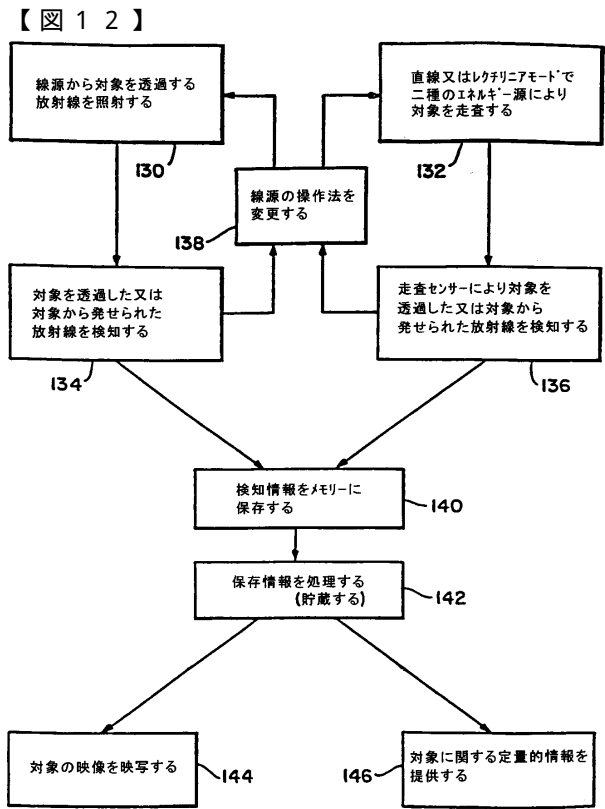 【図１２】
線源から対象を透過する
放射線を照射する
130
直線又はﾚｸﾁﾘﾆｱﾓｰﾄﾞで
二種のｴﾈﾙｷﾞｰ源により
対象を走査する
132
線源の操作法を
変更する
138
対象を透過した又は
対象から発せられた
放射線を検知する
134
走査センサーにより対象を
透過した又は対象から
発せられた放射線を検知する
136
検知情報をﾒﾓﾘｰに
保存する
140
保存情報を処理する
(貯蔵する)
142
対象の映像を映写する
144
対象に関する定量的情報を
提供する
146